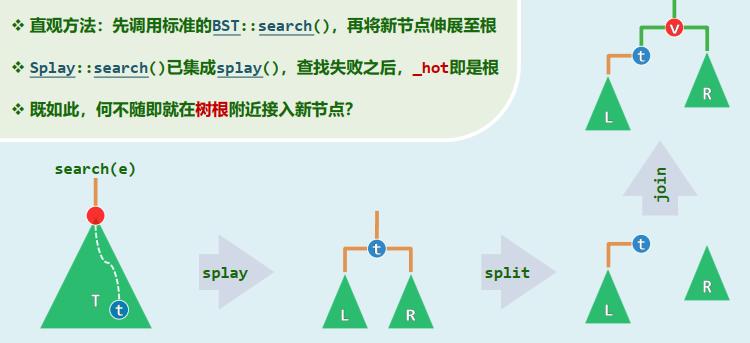 ❖ 直观方法：先调用标准的BST::search()，再将新节点伸展至根
❖ Splay::search()已集成splay()，查找失败之后，_hot即是根
❖ 既如此，何不随即就在树根附近接入新节点？
v
t
L
R
search(e)
T
t
splay
t
L
R
split
join
t
L
R